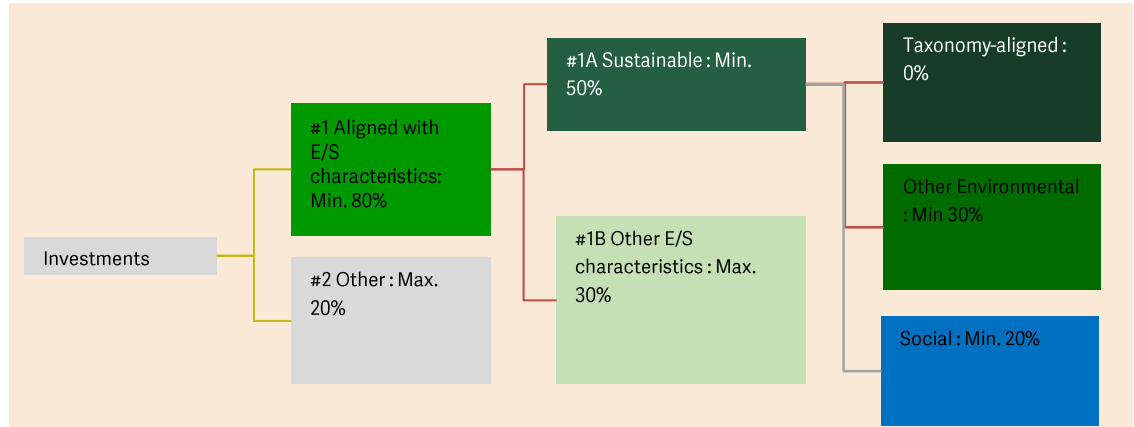 Investments
#1 Aligned with
E/S
characteristics:
Min. 80%
#2 Other : Max.
20%
#1A Sustainable : Min.
50%
#1B Other E/S
characteristics : Max.
30%
Taxonomy-aligned :
0%
Other Environmental
: Min 30%
Social : Min. 20%